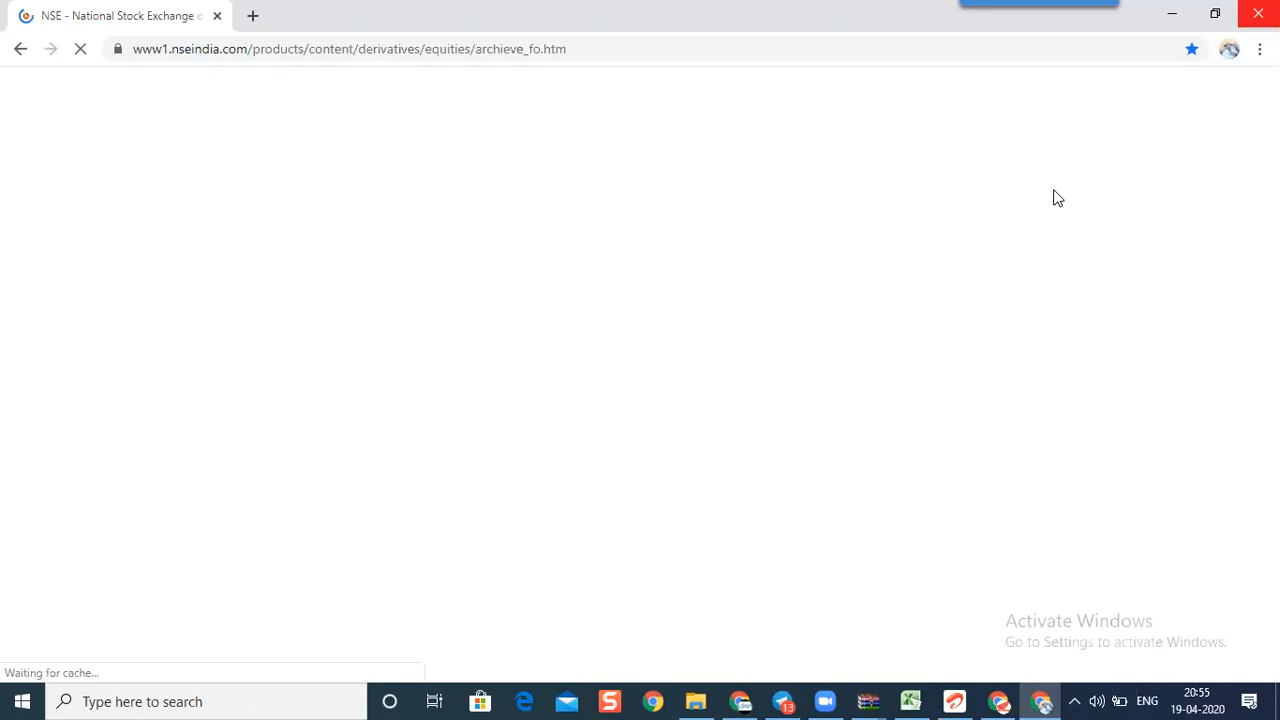 NSE - National Stock Exchange o
www1.nseindia.com/products/content/derivatives/equities/archieve_fo.htm
Activate Windows
Go to Settings to activate Windows.
Waiting for cache...
Type here to search
S
13
ENG
20:55
19-04-2020